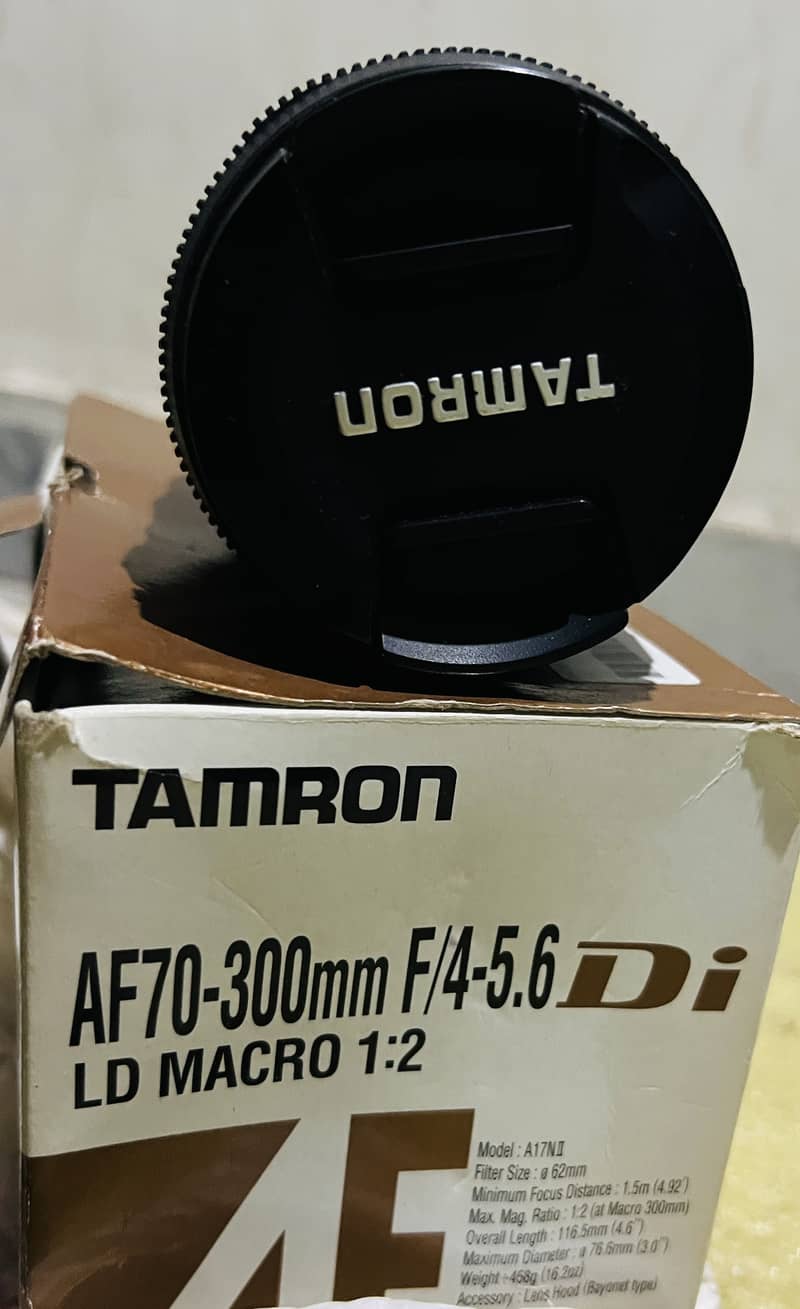 TAMRON
TAMRON
AF70-300mm F/4-5.6 Di
LD MACRO 1:2
AF
Model : A17NII
Filter Size : ø 62mm
Minimum Focus Distance : 1.5m (4.92')
Max. Mag. Ratio : 1:2 (at Macro 300mm)
Overall Length : 116.5mm (4.6")
Maximum Diameter : ø 76.6mm (3.0")
Weight : 458g (16.2oz)
Accessory : Lens Hood (Bayonet type)